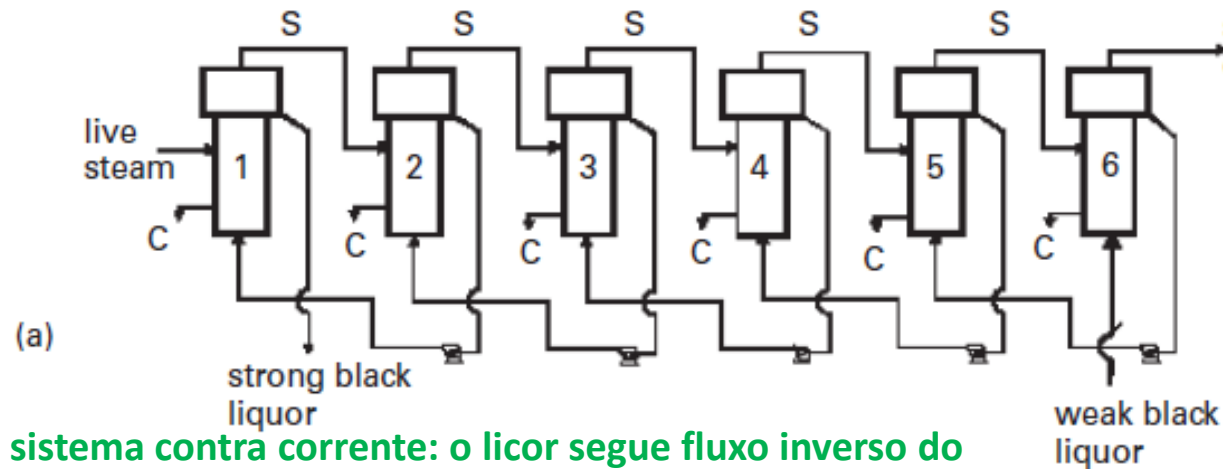 S S S S S
live
steam
1 2 3 4 5 6
C C C C C C
(a)
strong black
liquor
weak black
liquor
sistema contra corrente: o licor segue fluxo inverso do